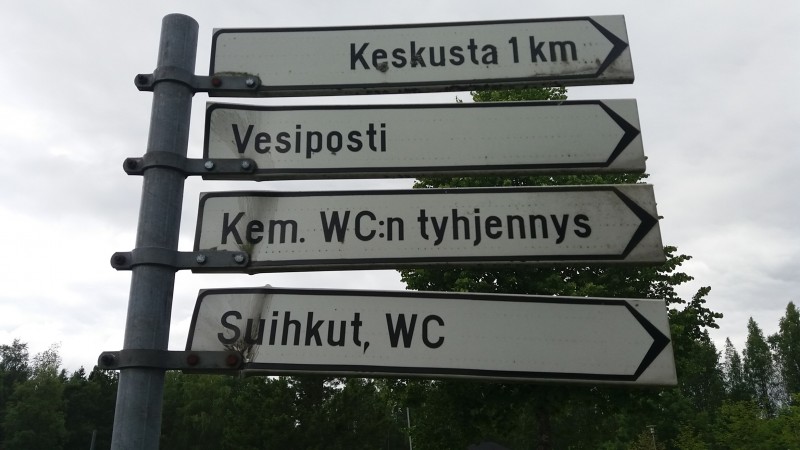 Keskusta 1 km
Vesiposti
Kem. WC:n tyhjennys
Suihkut, WC